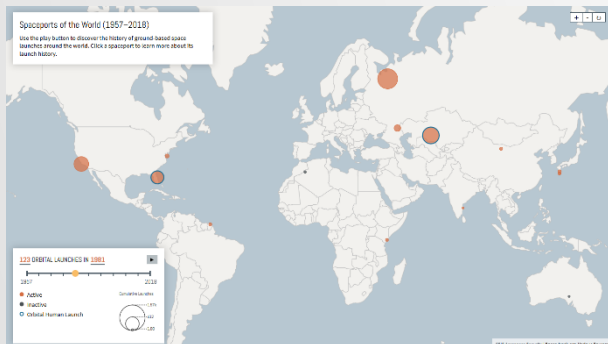 Spaceports of the World (1957–2018)
Use the play button to discover the history of ground-based space
launches around the world. Click a spaceport to learn more about its
launch history.
+ -
123 ORBITAL LAUNCHES IN 1981
1957 2018
Active
Inactive
Orbital Human Launch
Cumulative Launches